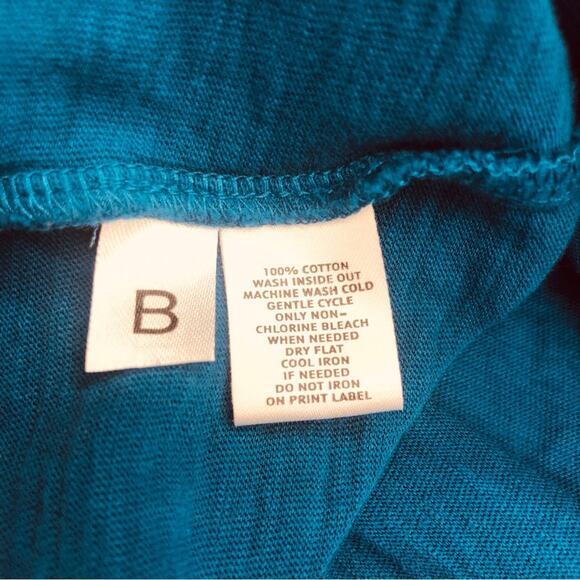 B
100% COTTON
WASH INSIDE OUT
MACHINE WASH COLD
GENTLE CYCLE
ONLY NON-
CHLORINE BLEACH
WHEN NEEDED
DRY FLAT
COOL IRON
IF NEEDED
DO NOT IRON
ON PRINT LABEL